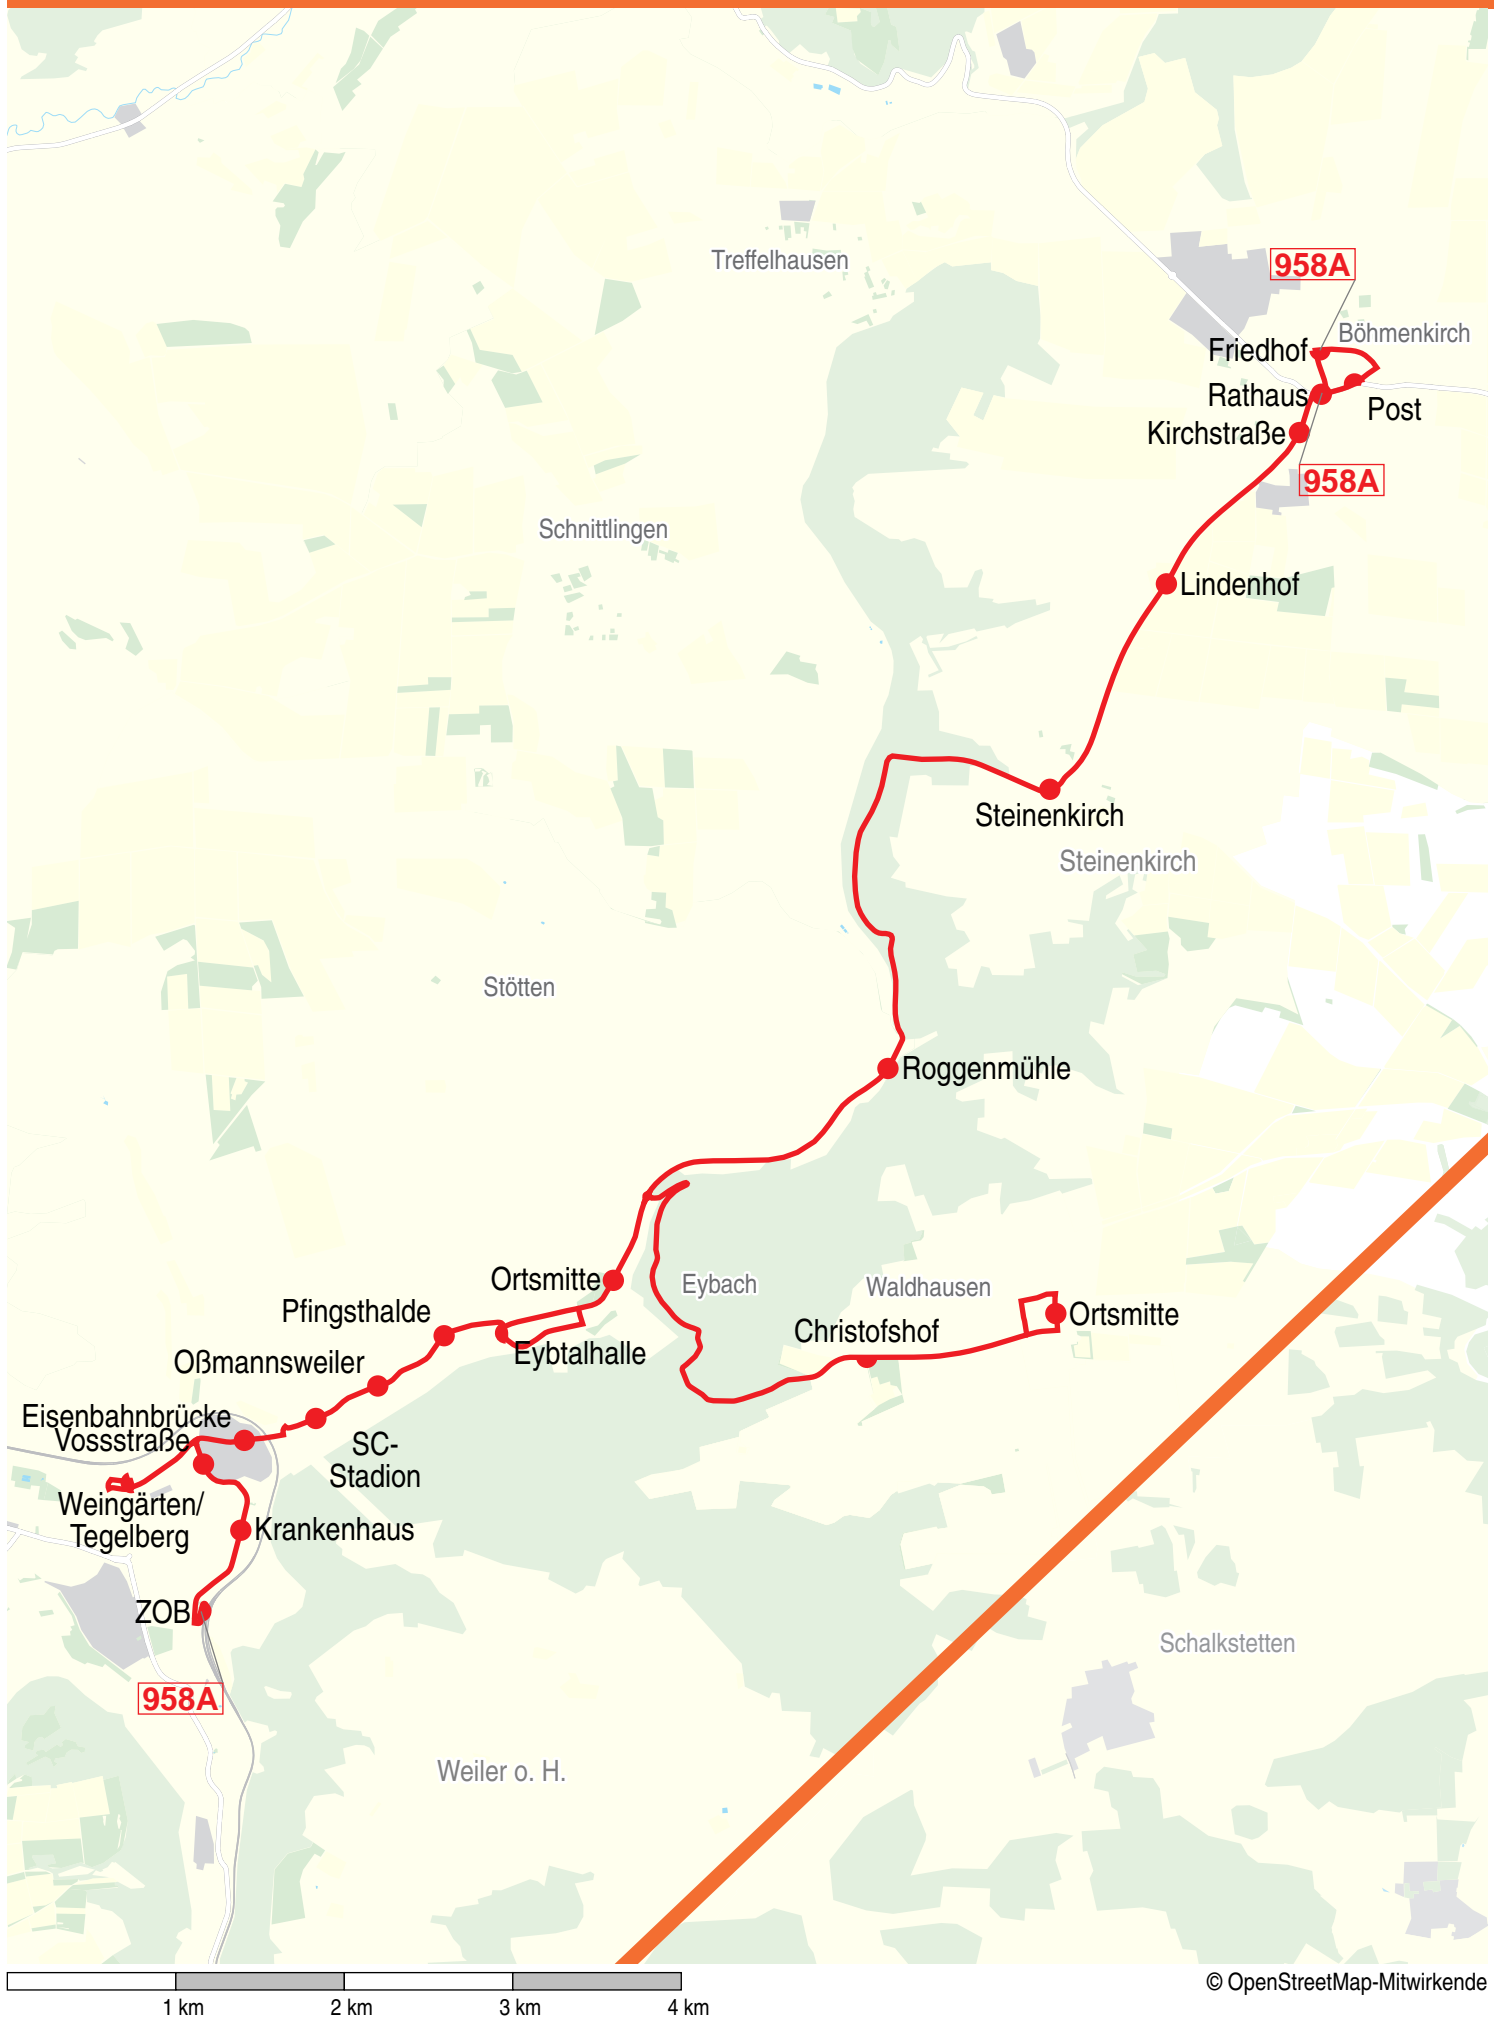 Treffelhausen
958A
Böhmenkirch
Friedhof
Rathaus
Post
Kirchstraße
958A
Schnittlingen
Lindenhof
Steinenkirch
Steinenkirch
Stötten
Roggenmühle
Ortsmitte
Eybach
Waldhausen
Pfingsthalde
Ortsmitte
Christofshof
Eybtalhalle
Oßmannsweiler
Eisenbahnbrücke
Vossstraße
SC-
Stadion
Weingärten/
Tegelberg
Krankenhaus
ZOB
Schalkstetten
958A
Weiler o. H.
© OpenStreetMap-Mitwirkende
1 km
2 km
3 km
4 km